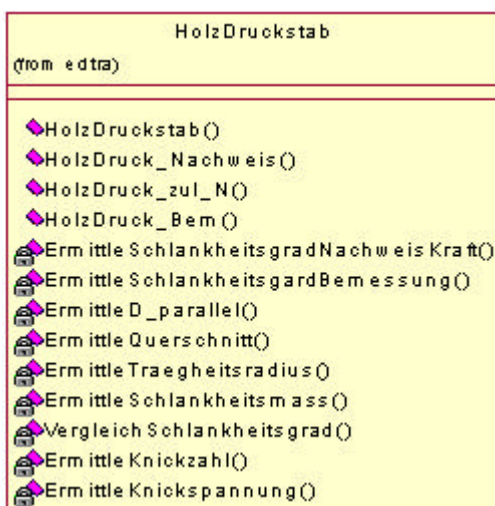 HolzDruckstab
(from edtra)
HolzDruckstab()
HolzDruck_Nachweis()
HolzDruck_zul_N()
HolzDruck_Bem()
ErmittleSchlankheitsgradNachweisKraft()
ErmittleSchlankheitsgardBemessung()
ErmittleD_parallel()
ErmittleQuerschnitt()
ErmittleTraegheitsradius()
ErmittleSchlankheitsmass()
VergleichSchlankheitsgrad()
ErmittleKnickzahl()
ErmittleKnickspannung()